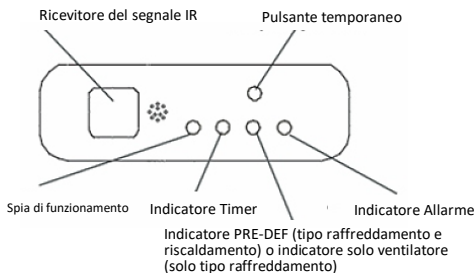 Ricevitore del segnale IR
Pulsante temporaneo
Spia di funzionamento
Indicatore Timer
Indicatore Allarme
Indicatore PRE-DEF (tipo raffreddamento e
riscaldamento) o indicatore solo ventilatore
(solo tipo raffreddamento)